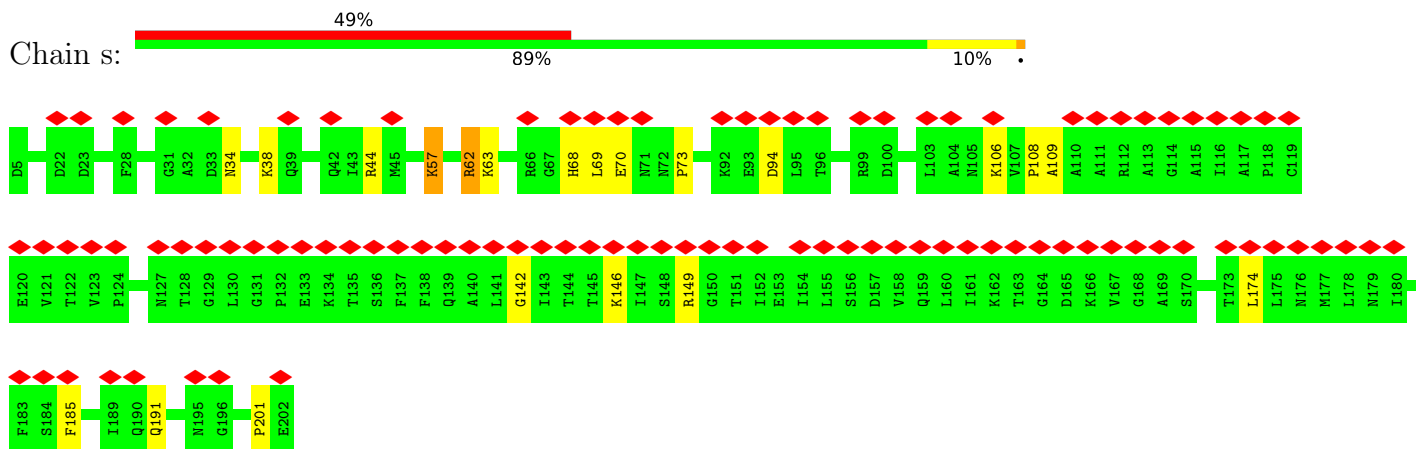 49%
Chain s:
89% 10% •
D5 D22 D23 F28 G31 A32 D33 N34 K38 Q39 Q42 I43 R44 M45 K57 R62 K63 R66 G67 H68 L69 E70 N71 N72 P73 K92 E93 D94 L95 T96 R99 D100 L103 A104 N105 K106 V107 P108 A109 A110 A111 R112 A113 G114 A115 I116 A117 P118 C119
E120 V121 T122 V123 P124 N127 T128 G129 L130 G131 P132 E133 K134 T135 S136 F137 F138 Q139 A140 L141 G142 I143 T144 T145 K146 I147 S148 R149 G150 T151 I152 E153 I154 L155 S156 D157 V158 Q159 L160 I161 K162 T163 G164 D165 K166 V167 G168 A169 S170 T173 L174 L175 N176 M177 L178 N179 I180
F183 S184 F185 I189 Q190 Q191 N195 G196 P201 E202